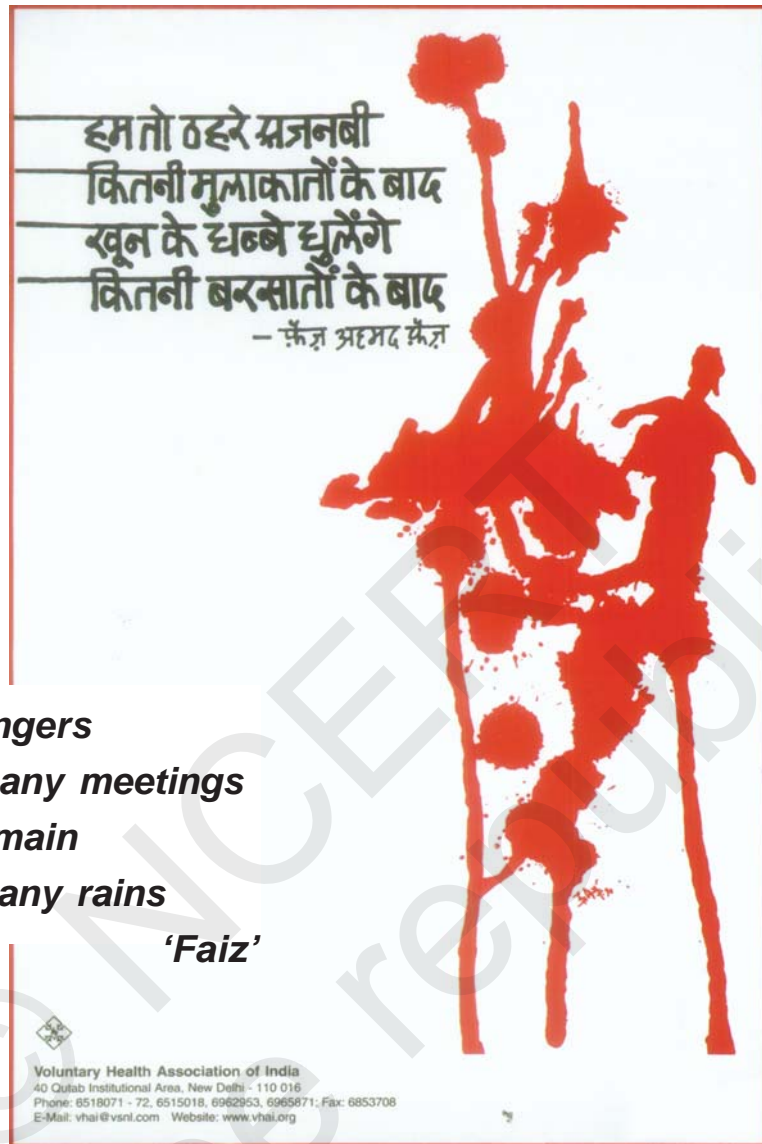 हम तो ठहरे अजनबी
कितनी मुलाकातों के बाद
खून के धब्बे धुलेंगे
कितनी बरसातों के बाद
– फ़ैज़ अहमद फ़ैज़
any meetings
any rains
‘Faiz’
Voluntary Health Association of India
40 Qutab Institutional Area, New Delhi - 110 016
Phone: 6518071 - 72, 6515018, 6962953, 6965871; Fax: 6853708
E-Mail: vhai@vsnl.com Website: www.vhai.org
© NCERT